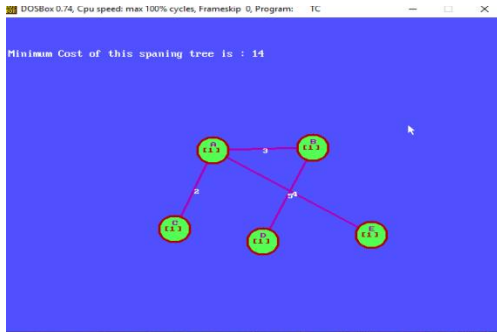 DOSBox 0.74, Cpu speed: max 100% cycles, Frameskip 0, Program: TC
Minimum Cost of this spaning tree is : 14
A
[1]
B
[1]
3
2
4
C
[1]
D
[1]
E
[1]